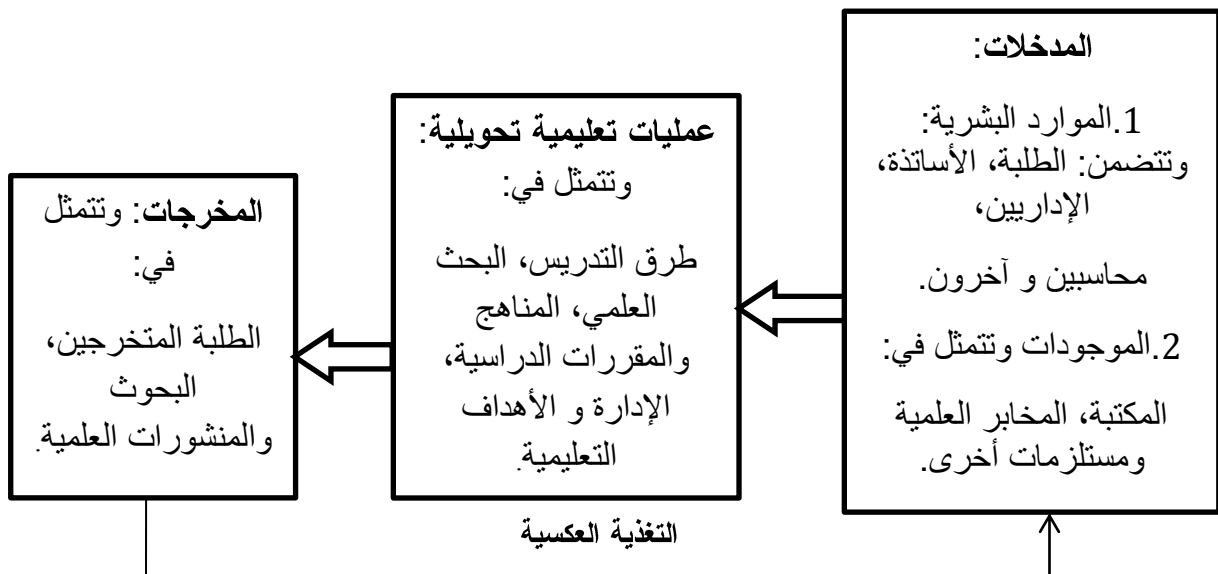 المدخلات:
1.الموارد البشرية:
وتتضمن: الطلبة، الأساتذة،
الإداريين،
محاسبين و آخرون.
2.الموجودات وتتمثل في:
المكتبة، المخابر العلمية
ومستلزمات أخرى.
عمليات تعليمية تحويلية:
وتتمثل في:
طرق التدريس، البحث
العلمي، المناهج
والمقررات الدراسية،
الإدارة و الأهداف
التعليمية.
المخرجات: وتتمثل
في:
الطلبة المتخرجين،
البحوث
والمنشورات العلمية.
التغذية العكسية